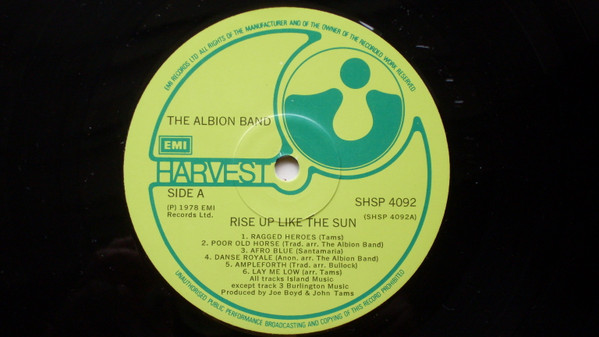 EMI RECORDS LTD ALL RIGHTS OF THE MANUFACTURER AND OF THE OWNER OF THE RECORDED WORK RESERVED
THE ALBION BAND
EMI
HARVEST
SIDE A
SHSP 4092
(P) 1978 EMI
Records Ltd.
(SHSP 4092A)
RISE UP LIKE THE SUN
1. RAGGED HEROES (Tams)
2. POOR OLD HORSE (Trad. arr. The Albion Band)
3. AFRO BLUE (Santamaria)
4. DANSE ROYALE (Anon. arr. The Albion Band)
5. AMPLEFORTH (Trad. arr. Bullock)
6. LAY ME LOW (arr. Tams)
All tracks Island Music
except track 3 Burlington Music
Produced by Joe Boyd & John Tams
UNAUTHORISED PUBLIC PERFORMANCE BROADCASTING AND COPYING OF THIS RECORD PROHIBITED